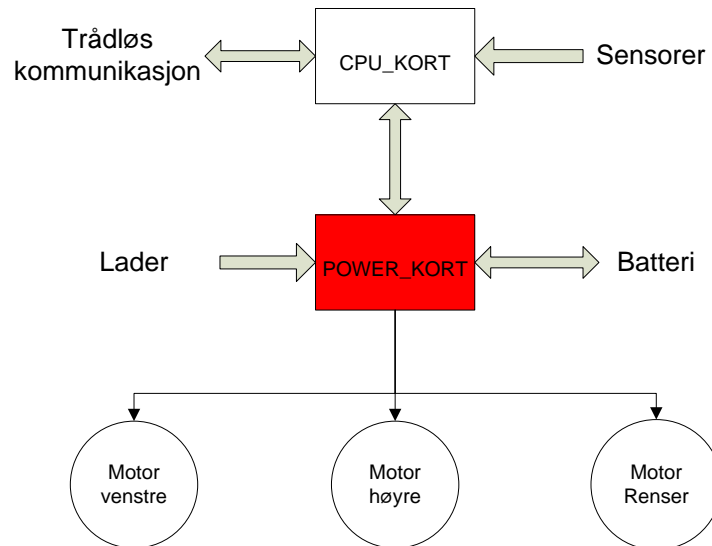 Trådløs
kommunikasjon
CPU_KORT
Sensorer
Lader
POWER_KORT
Batteri
Motor
venstre
Motor
høyre
Motor
Renser